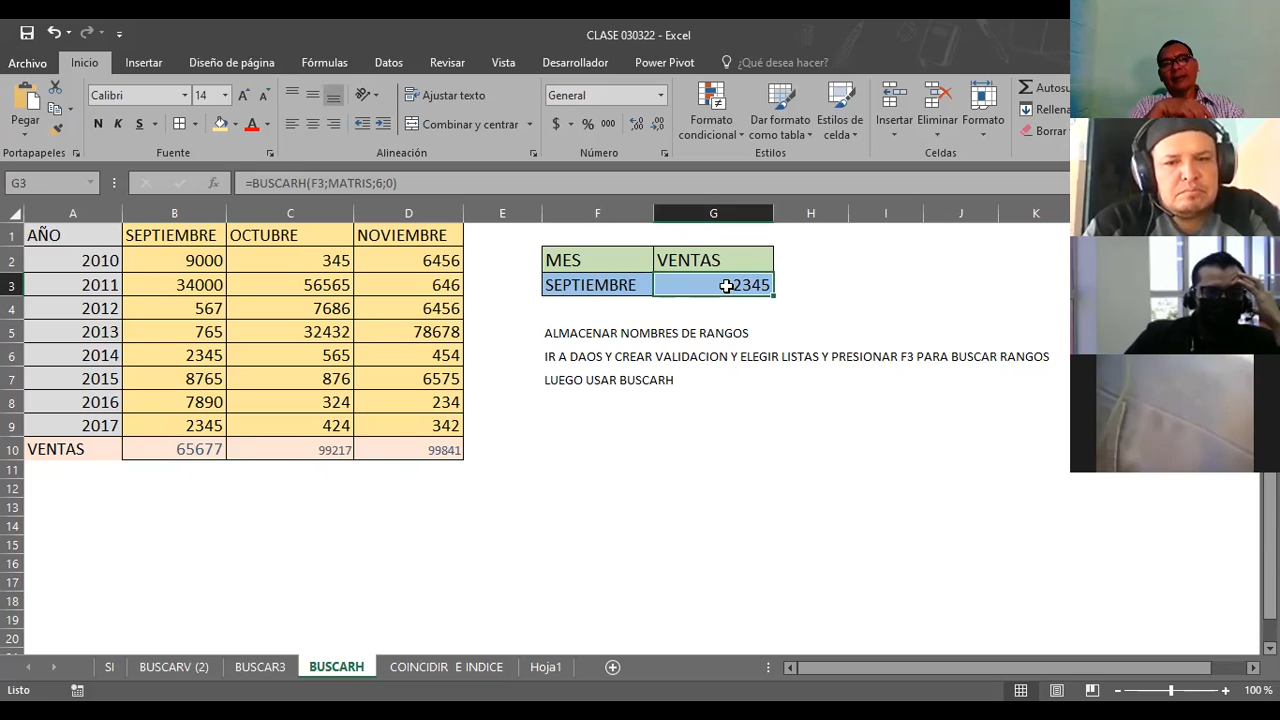 CLASE 030322 - Excel
Archivo Inicio Insertar Diseño de página Fórmulas Datos Revisar Vista Desarrollador Power Pivot ¿Qué desea hacer?
Pegar
Calibri 14
N K S
Ajustar texto
Combinar y centrar
General
$ % 000
Formato condicional
Dar formato como tabla
Estilos de celda
Insertar Eliminar Formato
Autosu
Rellena
Borrar
Portapapeles Fuente Alineación Número Estilos Celdas
G3 fx =BUSCARH(F3;MATRIS;6;0)
A B C D E F G H I J K
1 AÑO SEPTIEMBRE OCTUBRE NOVIEMBRE
2 2010 9000 345 6456 MES VENTAS
3 2011 34000 56565 646 SEPTIEMBRE 2345
4 2012 567 7686 6456
5 2013 765 32432 78678 ALMACENAR NOMBRES DE RANGOS
6 2014 2345 565 454 IR A DAOS Y CREAR VALIDACION Y ELEGIR LISTAS Y PRESIONAR F3 PARA BUSCAR RANGOS
7 2015 8765 876 6575 LUEGO USAR BUSCARH
8 2016 7890 324 234
9 2017 2345 424 342
10 VENTAS 65677 99217 99841
11
12
13
14
15
16
17
18
19
20
SI BUSCARV (2) BUSCAR3 BUSCARH COINCIDIR E INDICE Hoja1
Listo 100 %